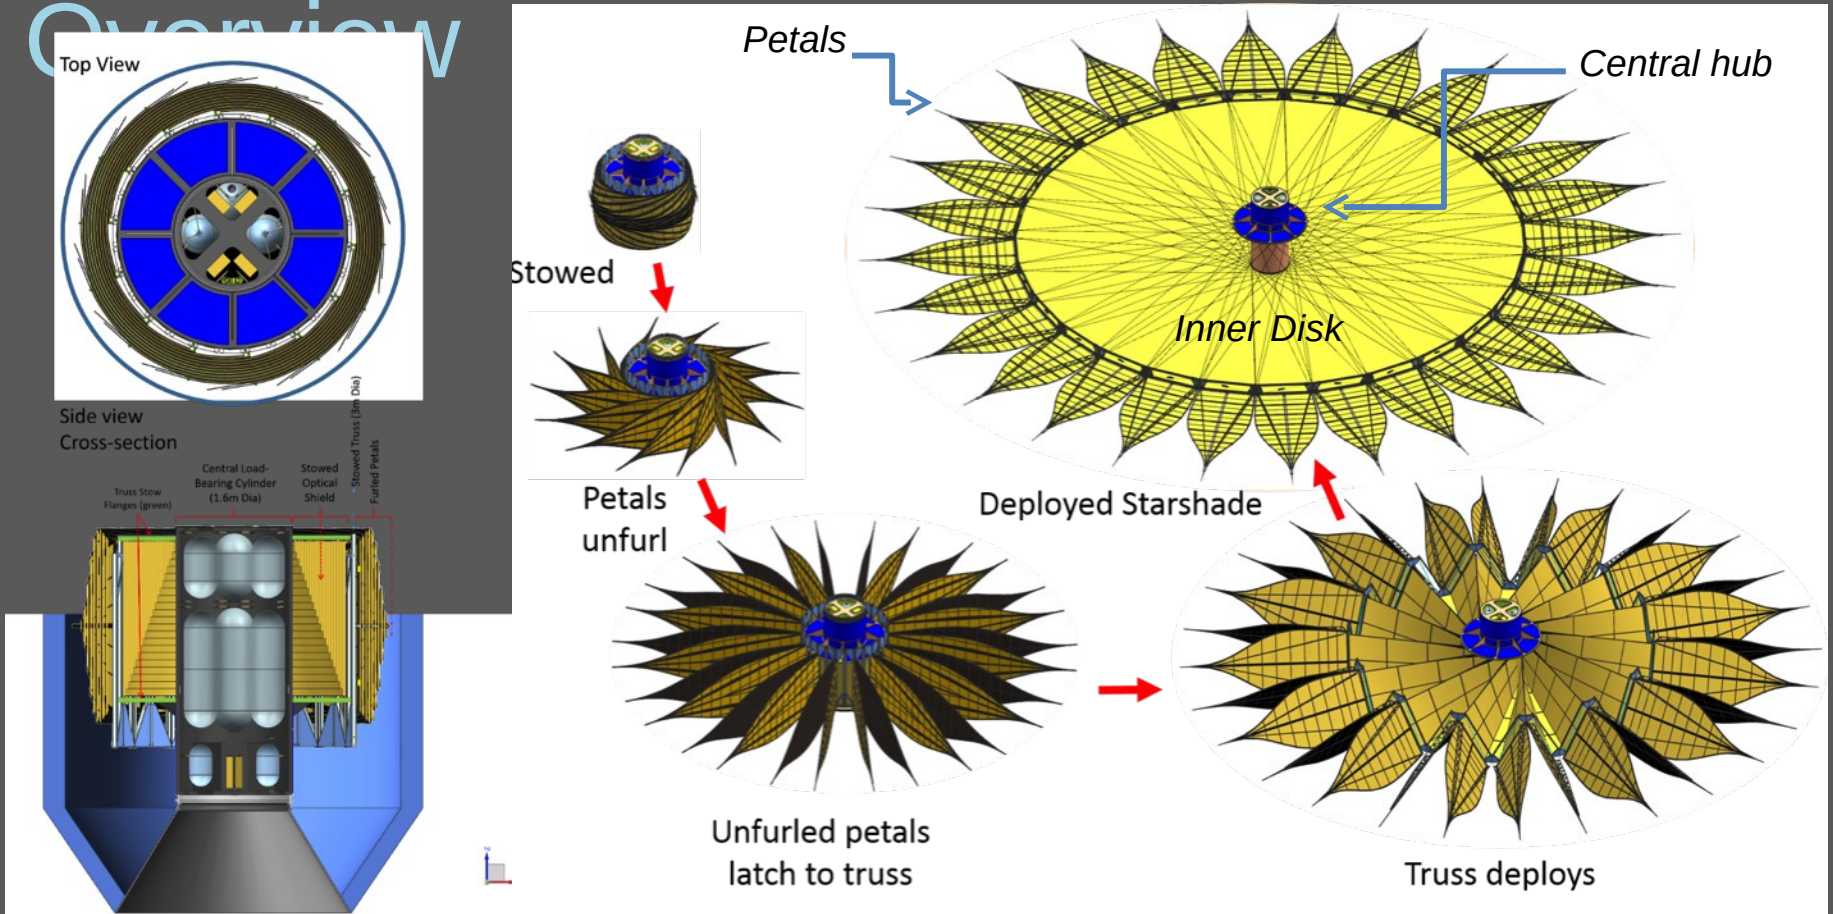 Overview
Top View
Side view
Cross-section
Truss Stow
Flanges (green)
Central Load-
Bearing Cylinder
(1.6m Dia)
Stowed
Optical
Shield
Stowed Truss (3m Dia)
Furled Petals
Petals
Central hub
Inner Disk
Stowed
Petals
unfurl
Deployed Starshade
Unfurled petals
latch to truss
Truss deploys